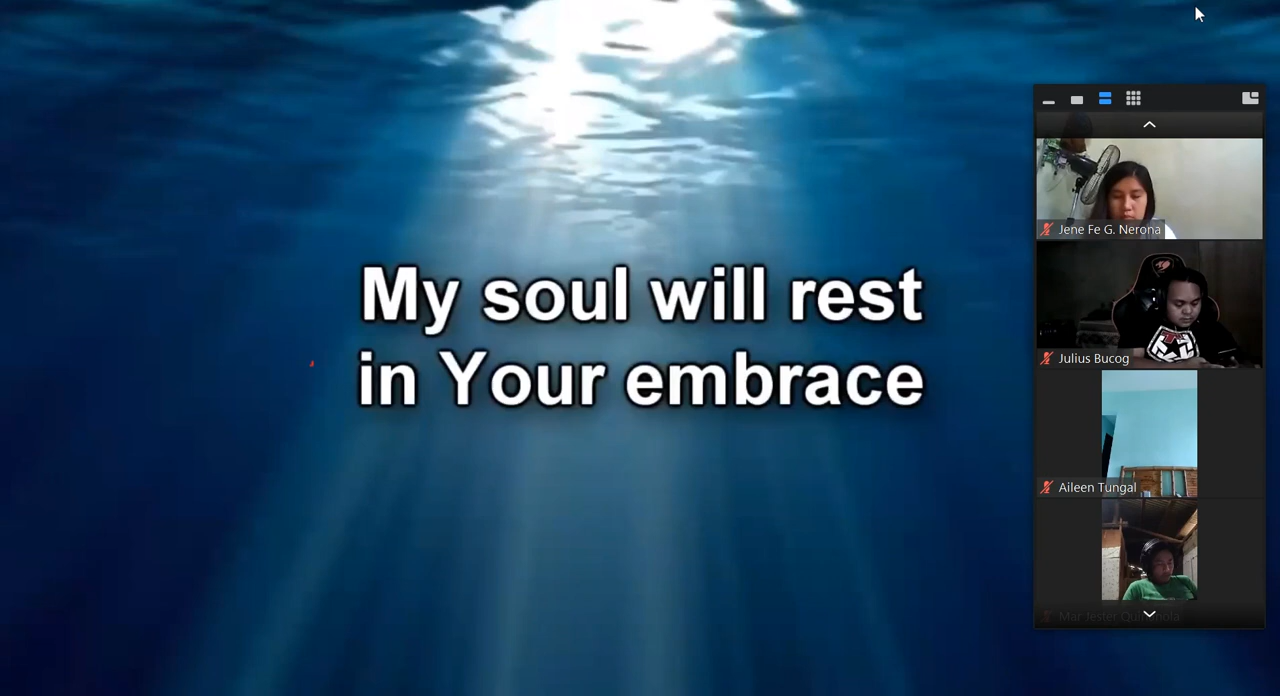 My soul will rest
in Your embrace
Jene Fe G. Nerona
Julius Bucog
Aileen Tungal